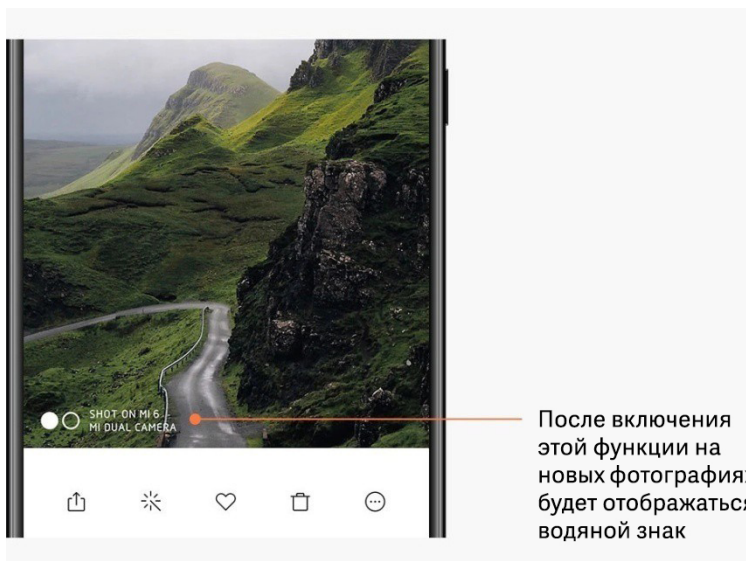 SHOT ON MI 6
MI DUAL CAMERA
После включения
этой функции на
новых фотографиях
будет отображаться
водяной знак